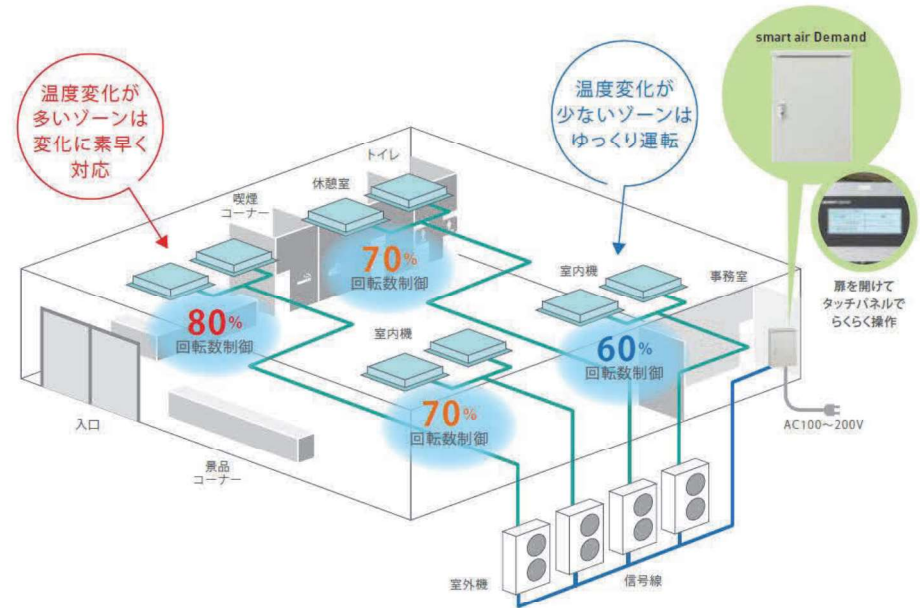 smart air Demand
温度変化が
多いゾーンは
変化に素早く
対応
温度変化が
少ないゾーンは
ゆっくり運転
トイレ
休憩室
喫煙
コーナー
70%
回転数制御
室内機
事務室
扉を開けて
タッチパネルで
らくらく操作
80%
回転数制御
室内機
60%
回転数制御
70%
回転数制御
入口
AC100～200V
景品
コーナー
室外機
信号線